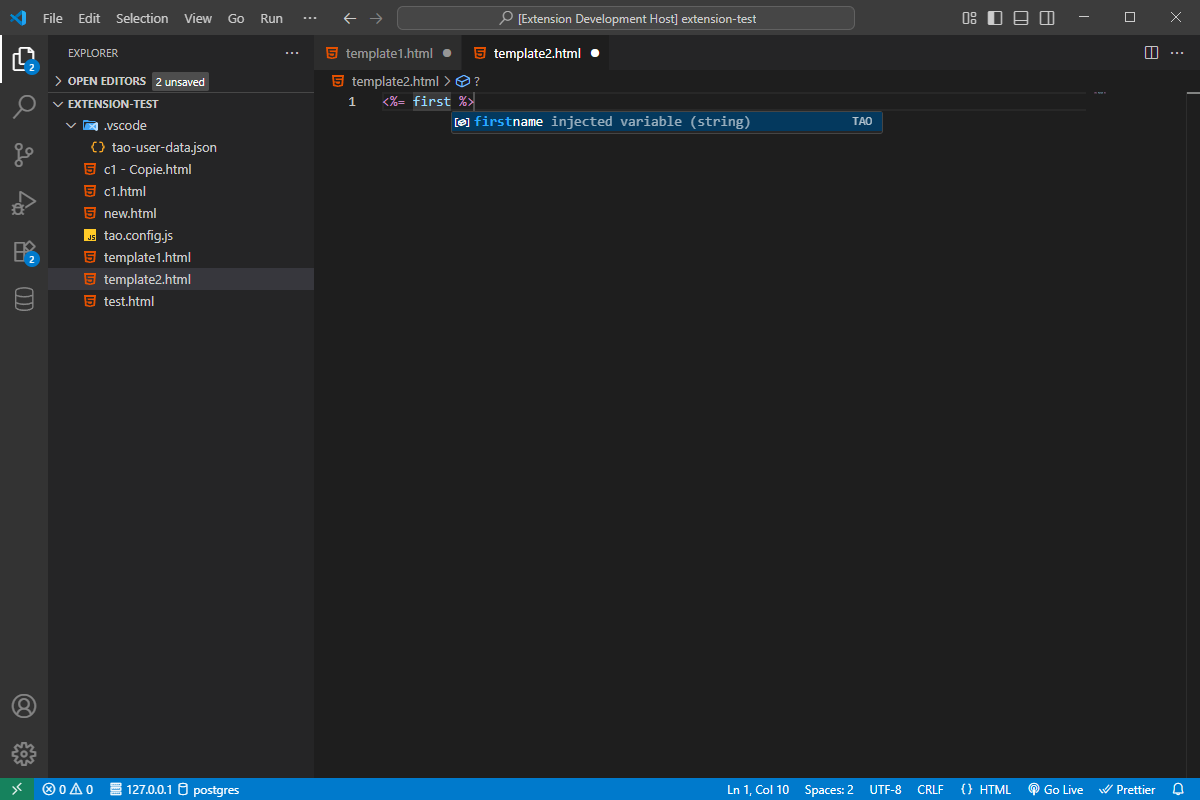 File Edit Selection View Go Run ··· [Extension Development Host] extension-test
EXPLORER ···
OPEN EDITORS 2 unsaved
EXTENSION-TEST
.vscode
{} tao-user-data.json
c1 - Copie.html
c1.html
new.html
JS tao.config.js
template1.html
template2.html
test.html
2
2
template1.html template2.html
template2.html > ?
1 <%= first %>
firstname injected variable (string) TAO
0 0 127.0.0.1 postgres Ln 1, Col 10 Spaces: 2 UTF-8 CRLF {} HTML Go Live Prettier